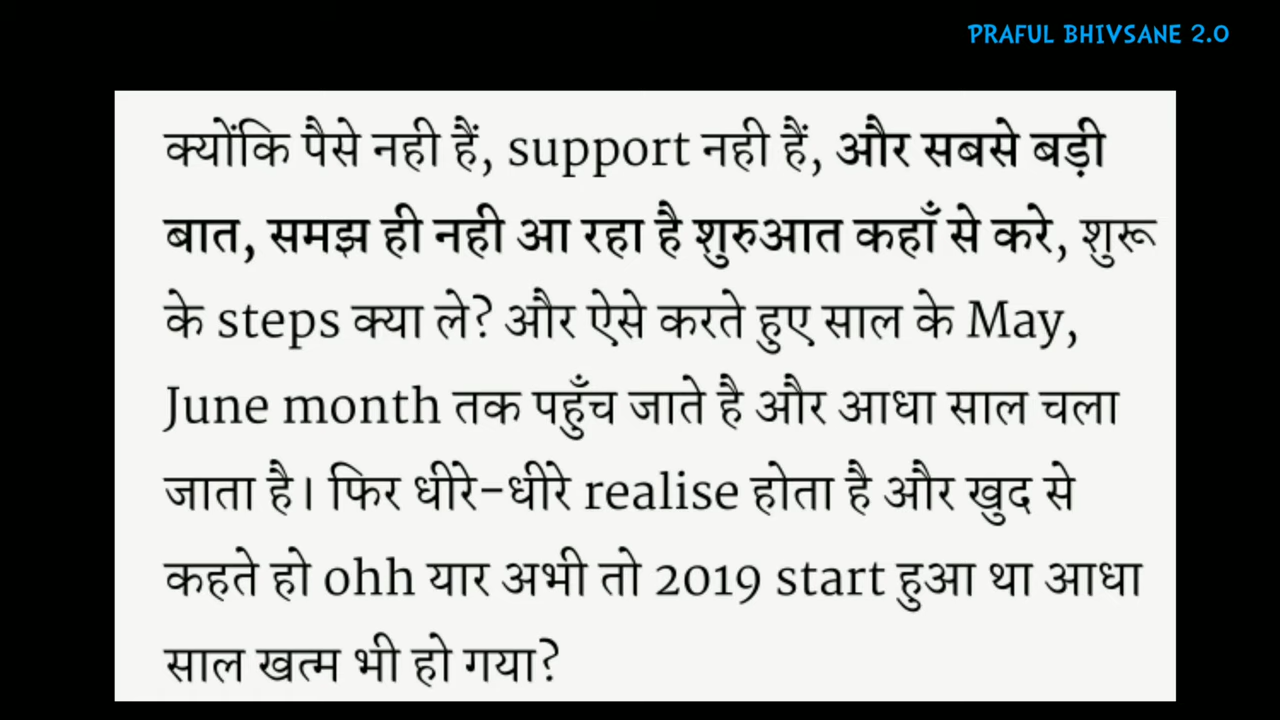 PRAFUL BHIVSANE 2.0
क्योंकि पैसे नही हैं, support नही हैं, और सबसे बड़ी
बात, समझ ही नही आ रहा है शुरुआत कहाँ से करे, शुरू
के steps क्या ले? और ऐसे करते हुए साल के May,
June month तक पहुँच जाते है और आधा साल चला
जाता है। फिर धीरे-धीरे realise होता है और खुद से
कहते हो ohh यार अभी तो 2019 start हुआ था आधा
साल खत्म भी हो गया?